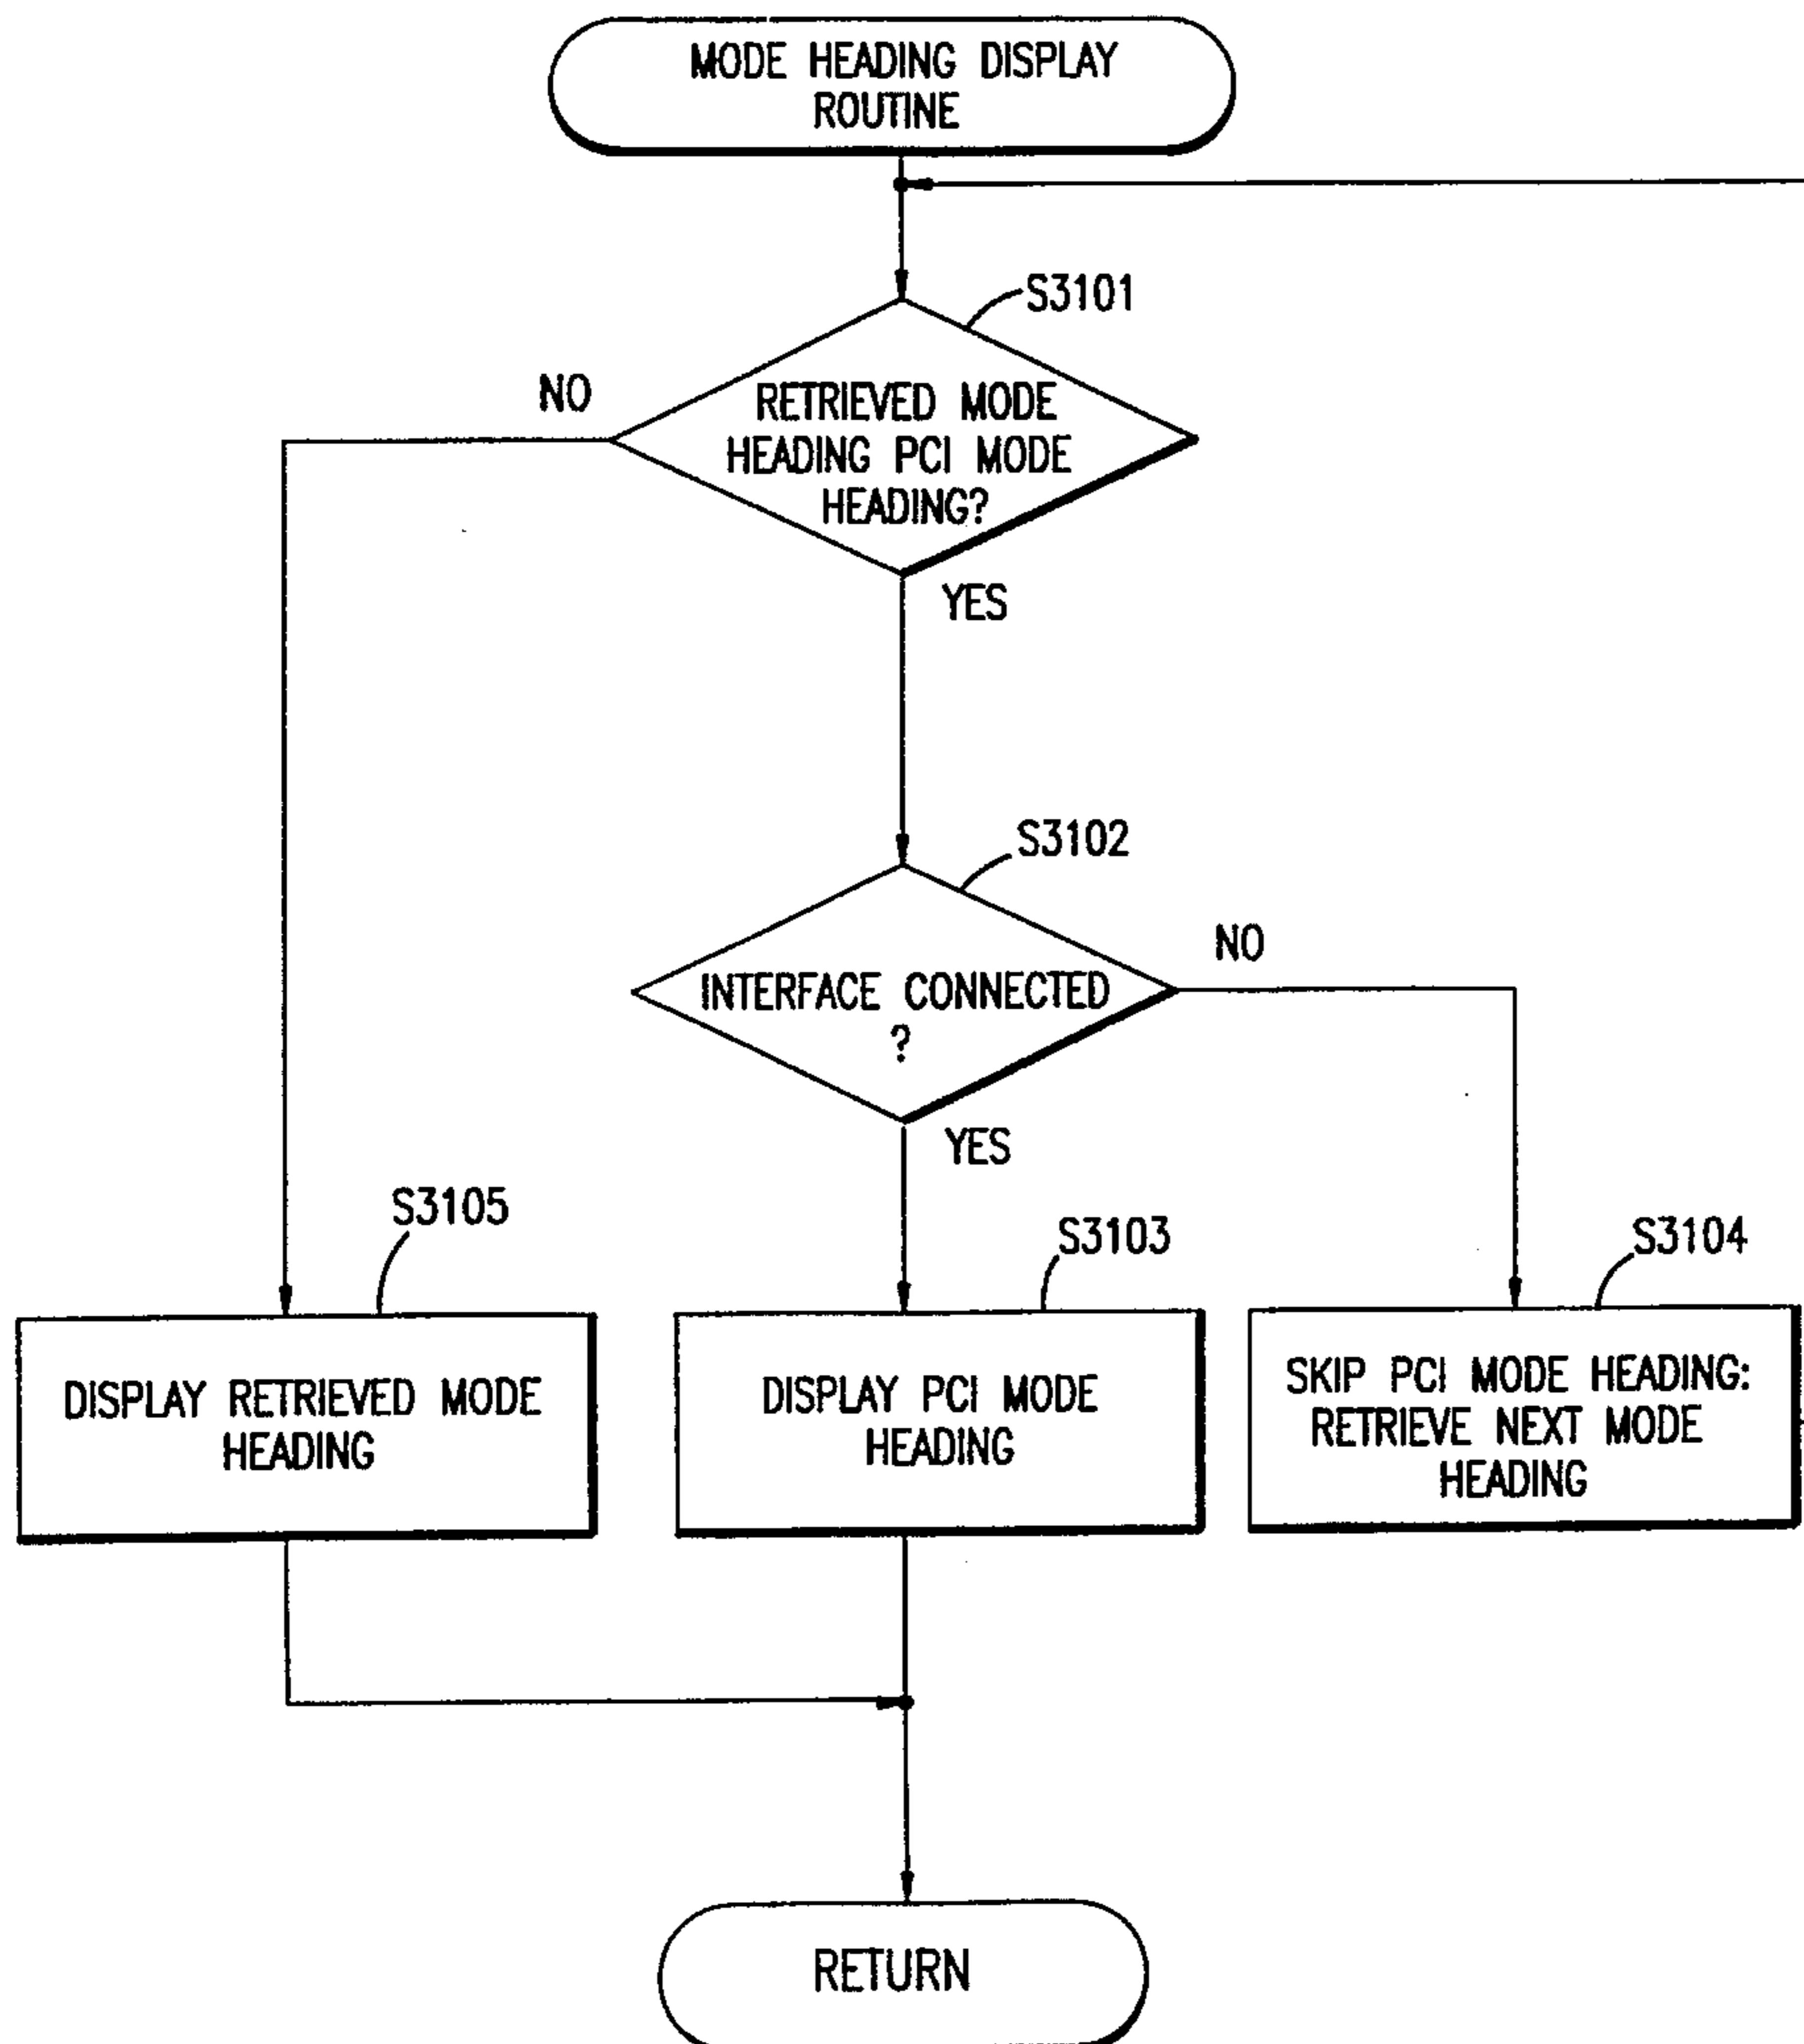 MODE HEADING DISPLAY
ROUTINE
S3101
NO
RETRIEVED MODE
HEADING PCI MODE
HEADING?
YES
S3102
NO
INTERFACE CONNECTED
?
YES
S3105
S3103
S3104
DISPLAY RETRIEVED MODE
HEADING
DISPLAY PCI MODE
HEADING
SKIP PCI MODE HEADING:
RETRIEVE NEXT MODE
HEADING
RETURN